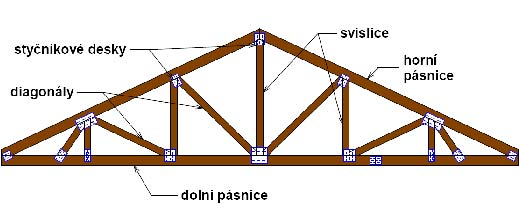 styčníkové desky
svislice
horní
pásnice
diagonály
dolní pásnice